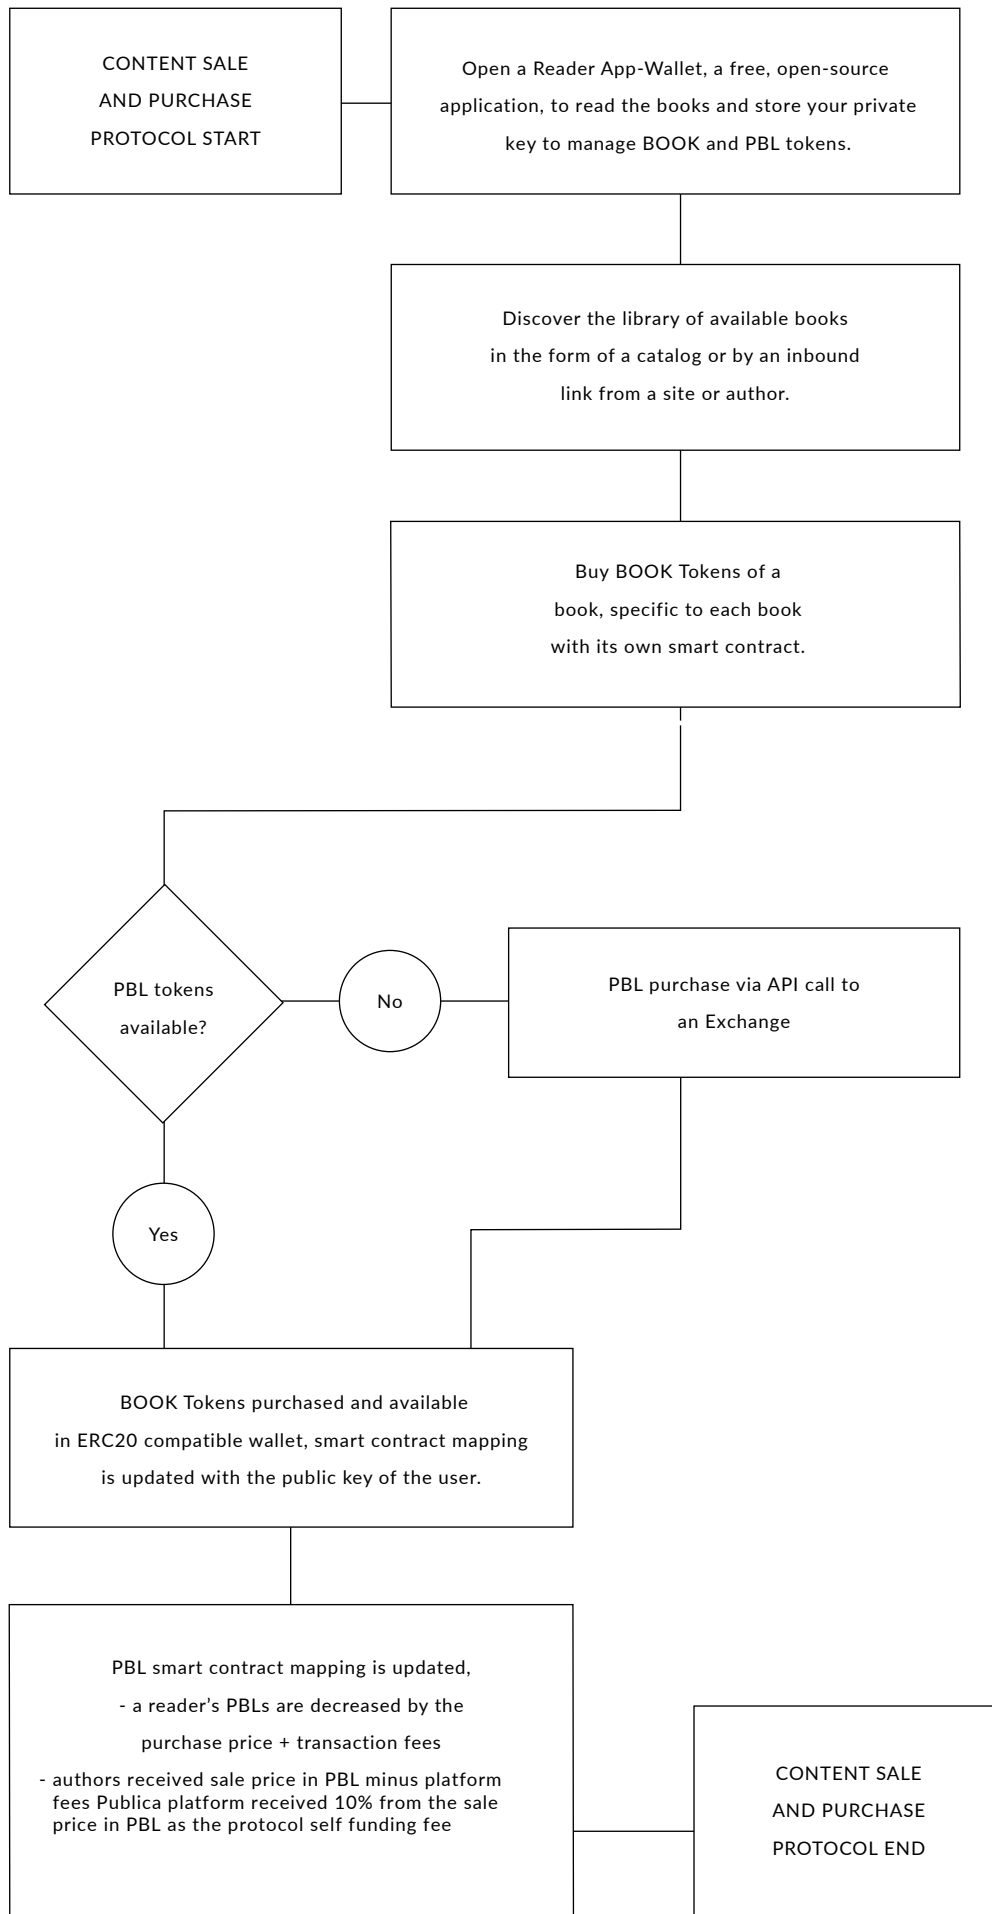 CONTENT SALE
AND PURCHASE
PROTOCOL START
Open a Reader App-Wallet, a free, open-source
application, to read the books and store your private
key to manage BOOK and PBL tokens.
Discover the library of available books
in the form of a catalog or by an inbound
link from a site or author.
Buy BOOK Tokens of a
book, specific to each book
with its own smart contract.
PBL tokens
available?
No
PBL purchase via API call to
an Exchange
Yes
BOOK Tokens purchased and available
in ERC20 compatible wallet, smart contract mapping
is updated with the public key of the user.
PBL smart contract mapping is updated,
- a reader’s PBLs are decreased by the
purchase price + transaction fees
- authors received sale price in PBL minus platform
fees Publica platform received 10% from the sale
price in PBL as the protocol self funding fee
CONTENT SALE
AND PURCHASE
PROTOCOL END